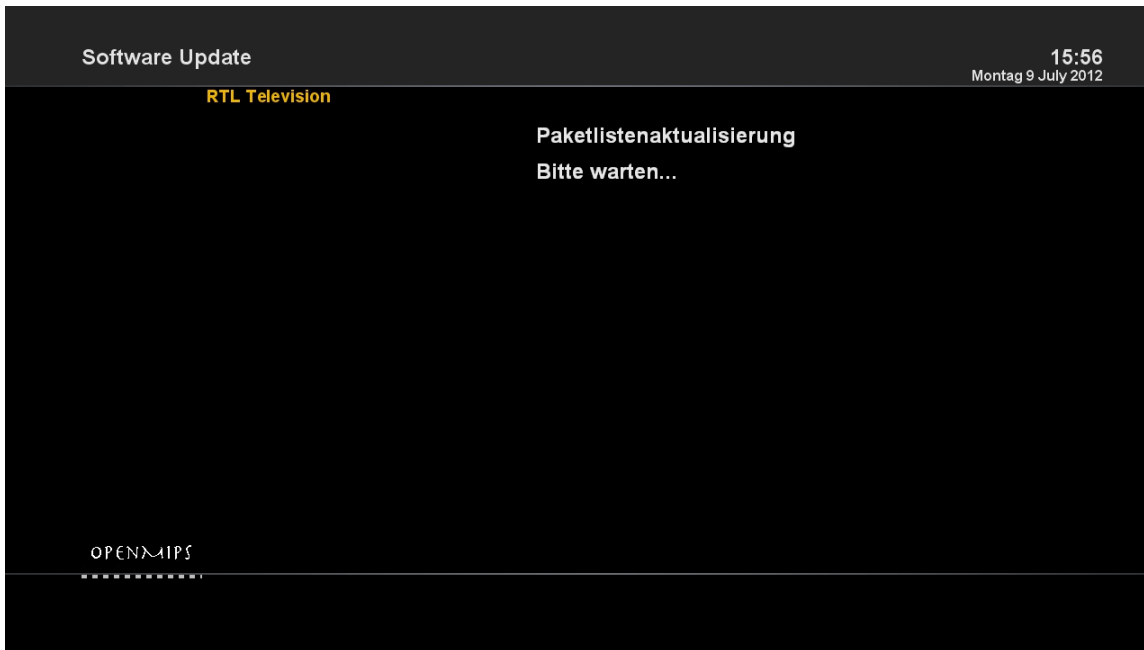 Software Update
15:56
Montag 9 July 2012
RTL Television
Paketlistenaktualisierung
Bitte warten...
OPENMIPS